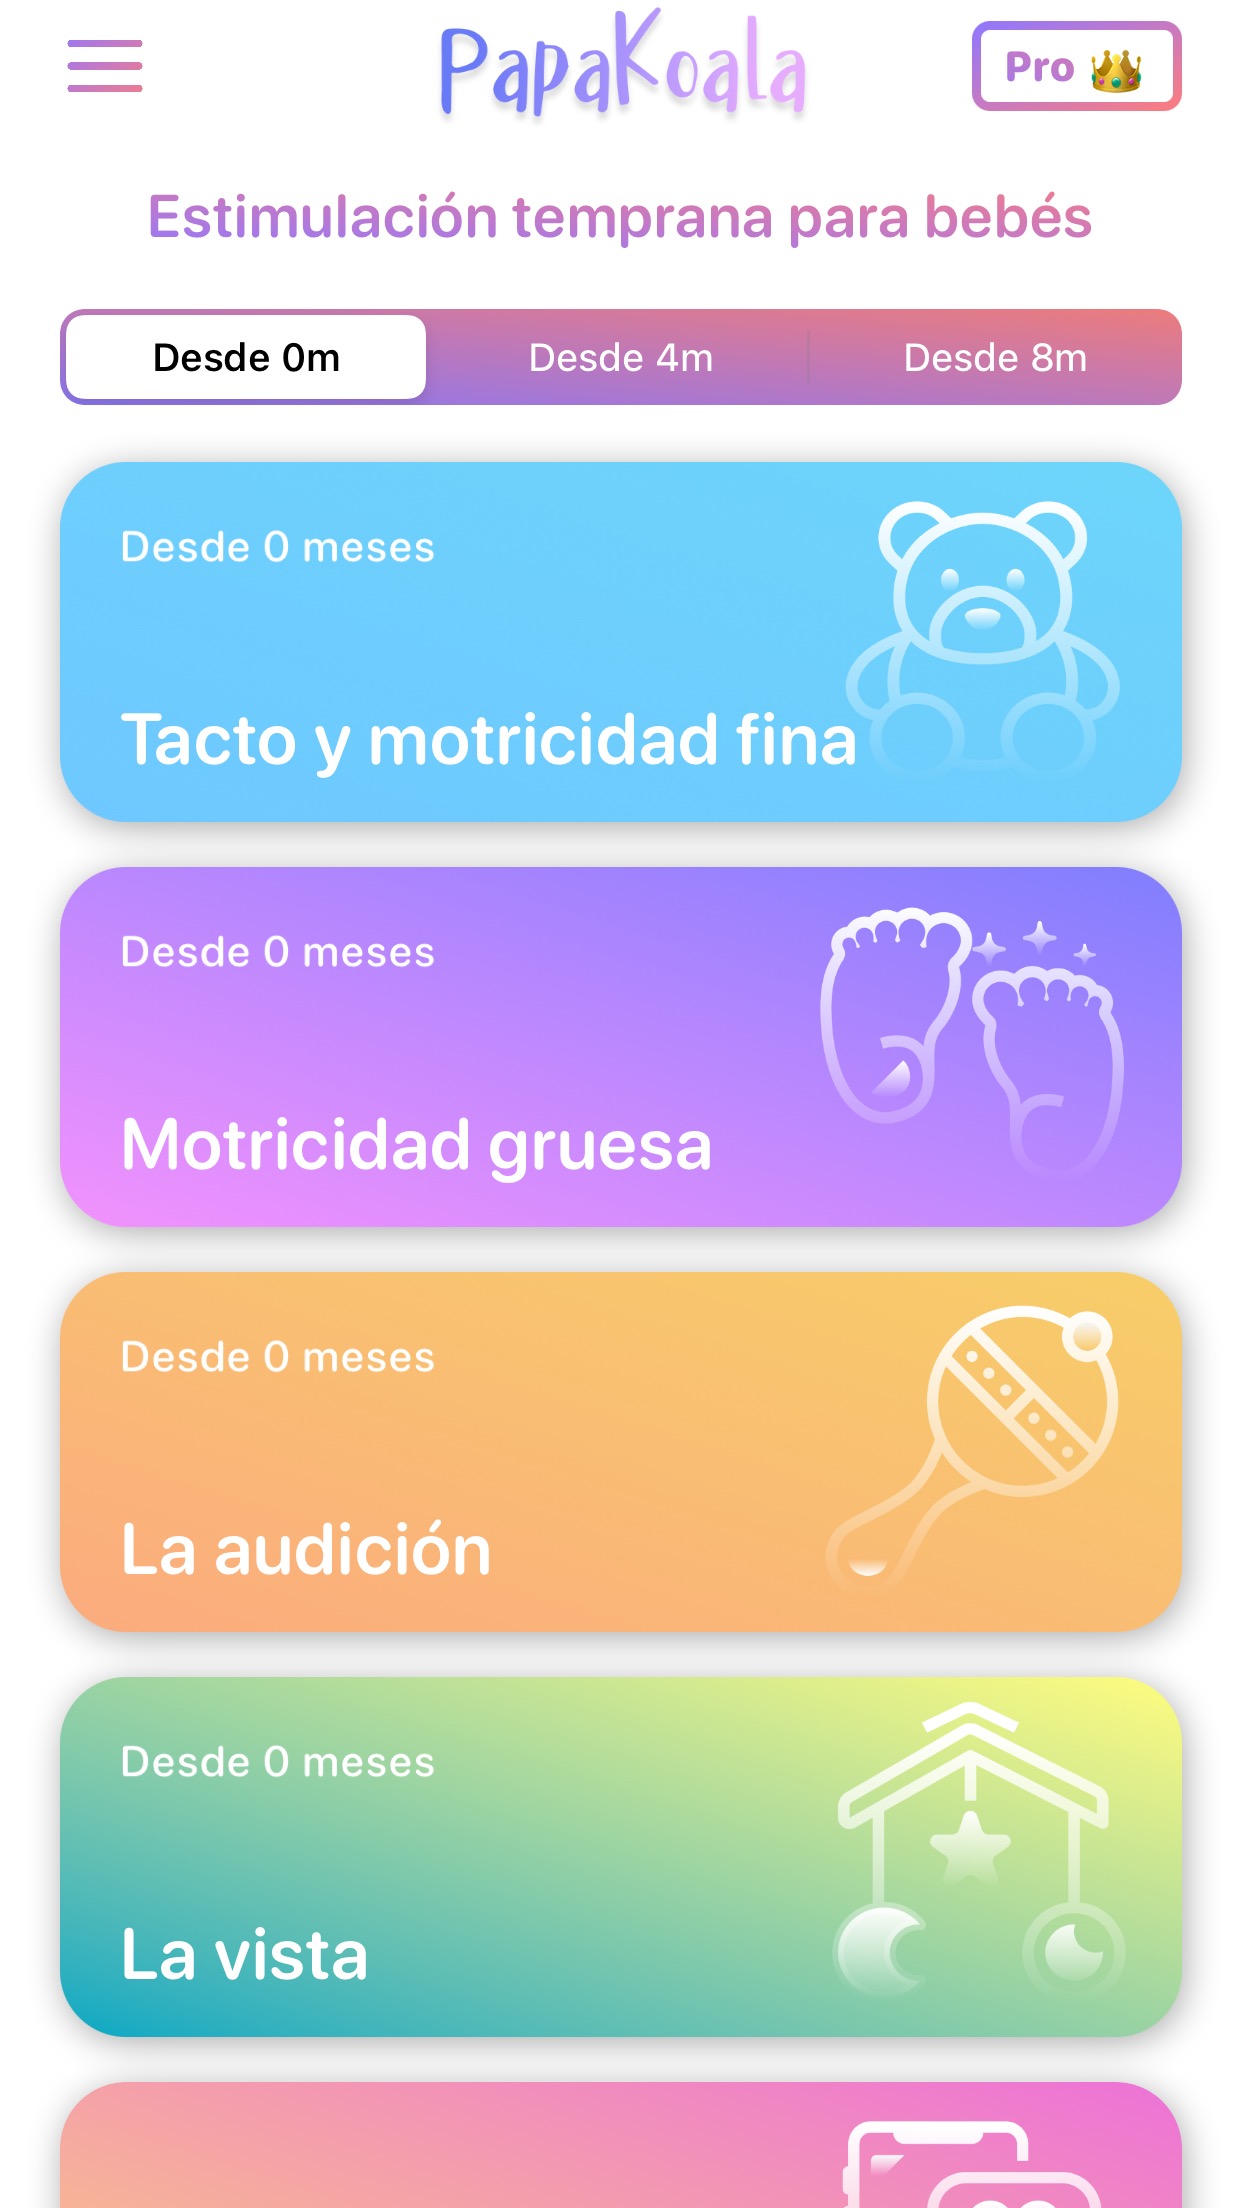 PapaKoala
Pro
Estimulación temprana para bebés
Desde 0m
Desde 4m
Desde 8m
Desde 0 meses
Tacto y motricidad fina
Desde 0 meses
Motricidad gruesa
Desde 0 meses
La audición
Desde 0 meses
La vista